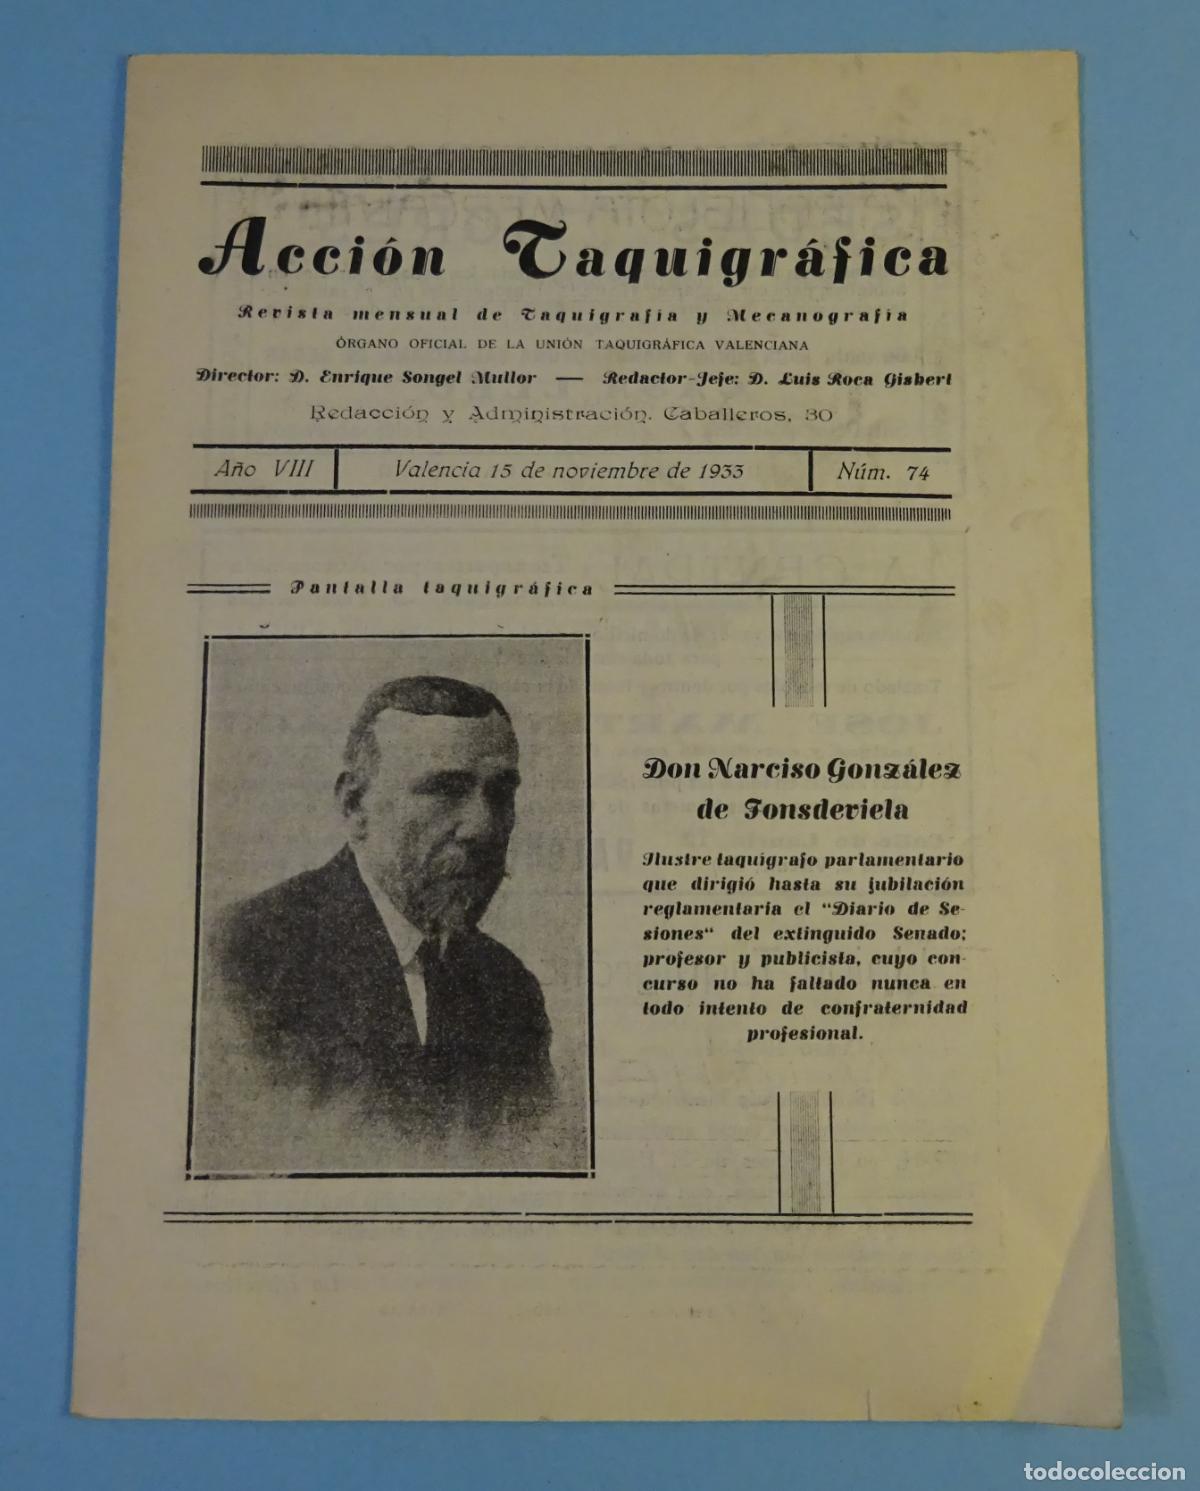 Acción Taquigráfica
Revista mensual de Taquigrafía y Mecanografía
ÓRGANO OFICIAL DE LA UNIÓN TAQUIGRÁFICA VALENCIANA
Director: D. Enrique Songel Mullor — Redactor-Jefe: D. Luis Roca Gisbert
Redacción y Administración. Caballeros, 30
Año VIII Valencia 15 de noviembre de 1933 Núm. 74
Pantalla taquigráfica
Don Narciso González
de Fonsdeviela
Ilustre taquígrafo parlamentario
que dirigió hasta su jubilación
reglamentaria el "Diario de Se-
siones" del extinguido Senado;
profesor y publicista, cuyo con-
curso no ha faltado nunca en
todo intento de confraternidad
profesional.
todocoleccion